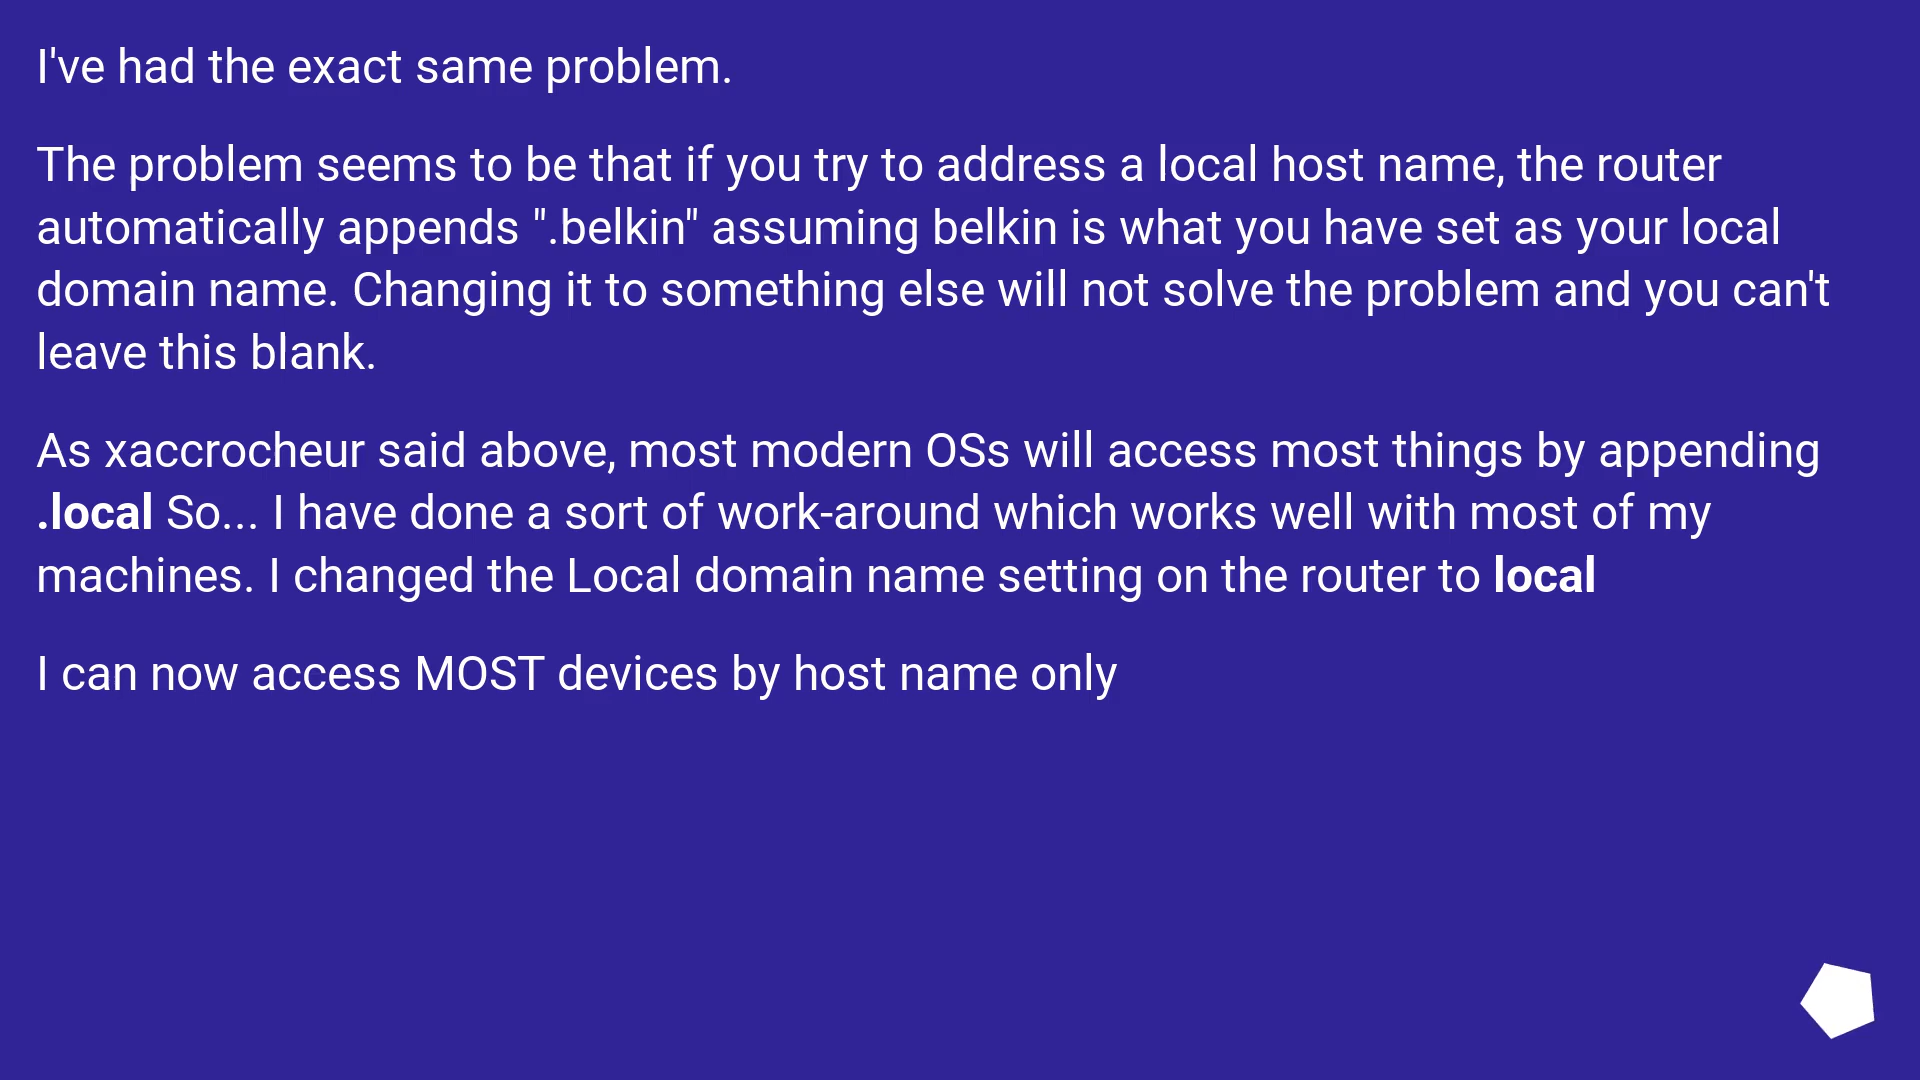 I've had the exact same problem.
The problem seems to be that if you try to address a local host name, the router
automatically appends ".belkin" assuming belkin is what you have set as your local
domain name. Changing it to something else will not solve the problem and you can't
leave this blank.
As xaccrocheur said above, most modern OSs will access most things by appending
.local So... I have done a sort of work-around which works well with most of my
machines. I changed the Local domain name setting on the router to local
I can now access MOST devices by host name only